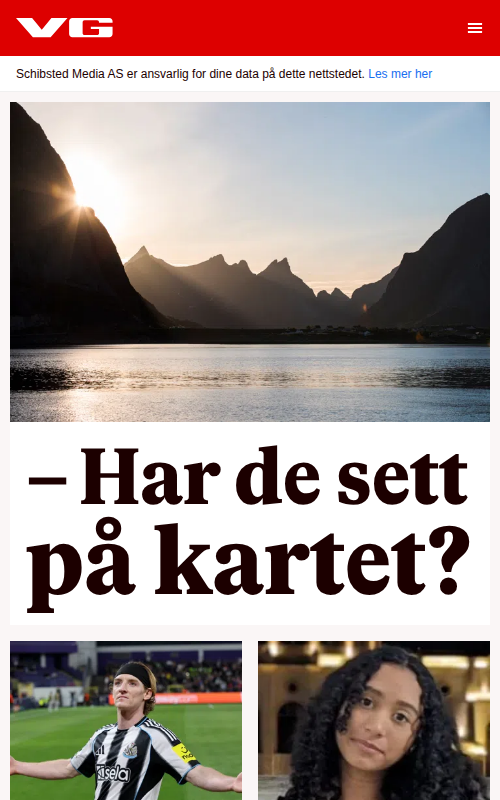 VG
Schibsted Media AS er ansvarlig for dine data på dette nettstedet. Les mer her
– Har de sett
på kartet?